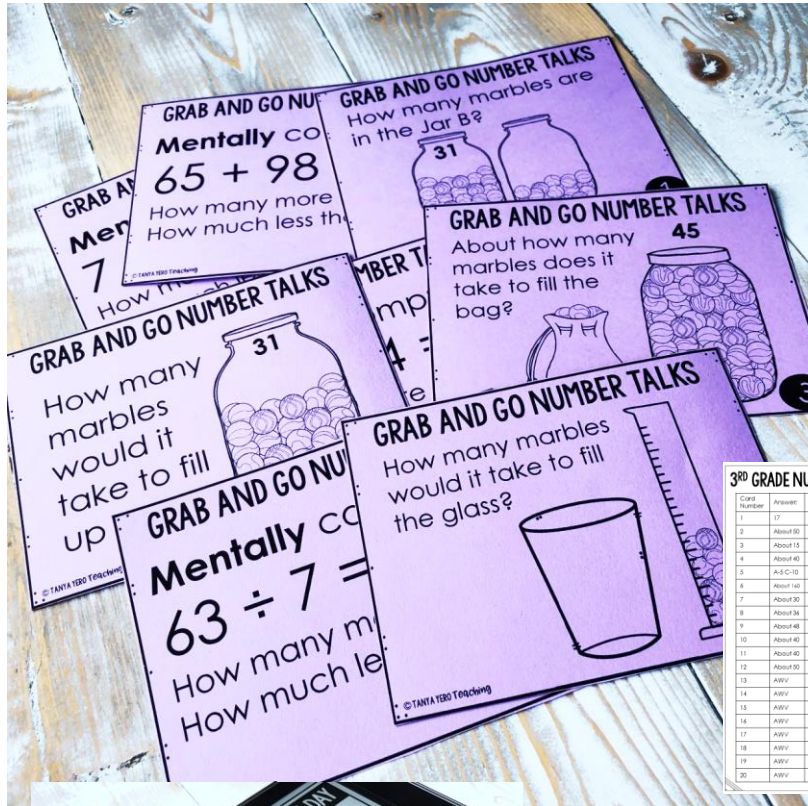 GRAB AND GO NU
Mentally co
65 + 98
How many more
How much less th
© TANYA YERO Teaching
GRAB AND GO NUMBER TALKS
How many marbles are
in the Jar B?
31
1
GRAB AN
Men
7
How m
MBER T
mp
4 =
GRAB AND GO NUMBER TALKS
About how many
marbles does it
take to fill the
bag?
45
3
GRAB AND GO NUMBER TALKS
31
How many
marbles
would it
take to fill
up
© TANYA YERO Teaching
GRAB AND GO NU
Mentally co
63 ÷ 7 =
How many m
How much le
GRAB AND GO NUMBER TALKS
How many marbles
would it take to fill
the glass?
© TANYA YERO Teaching
3RD GRADE NU
Card Number Answer:
1 17
2 About 50
3 About 15
4 About 40
5 A-5 C-10
6 About 160
7 About 30
8 About 36
9 About 48
10 About 40
11 About 40
12 About 50
13 AWV
14 AWV
15 AWV
16 AWV
17 AWV
18 AWV
19 AWV
20 AWV
DAY